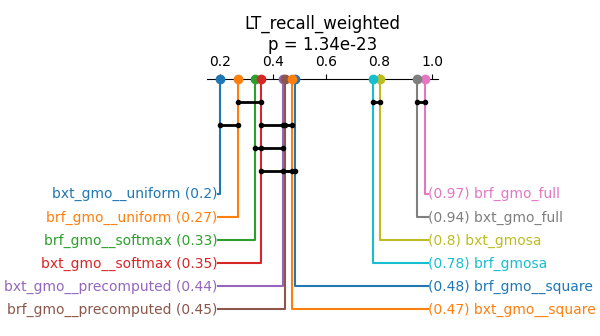 LT_recall_weighted
p = 1.34e-23
0.2 0.4 0.6 0.8 1.0
bxt_gmo__uniform (0.2) (0.97) brf_gmo_full
brf_gmo__uniform (0.27) (0.94) bxt_gmo_full
brf_gmo__softmax (0.33) (0.8) bxt_gmosa
bxt_gmo__softmax (0.35) (0.78) brf_gmosa
bxt_gmo__precomputed (0.44) (0.48) brf_gmo__square
brf_gmo__precomputed (0.45) (0.47) bxt_gmo__square